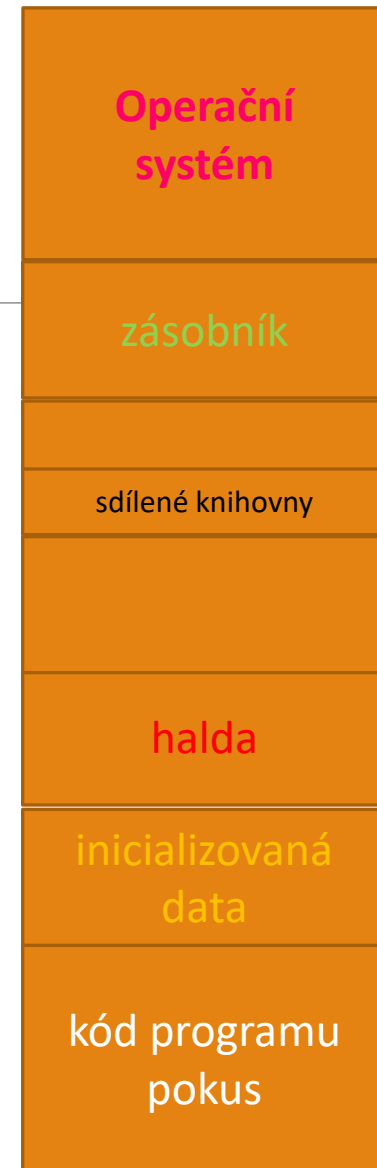 Operační
systém
zásobník
sdílené knihovny
halda
inicializovaná
data
kód programu
pokus